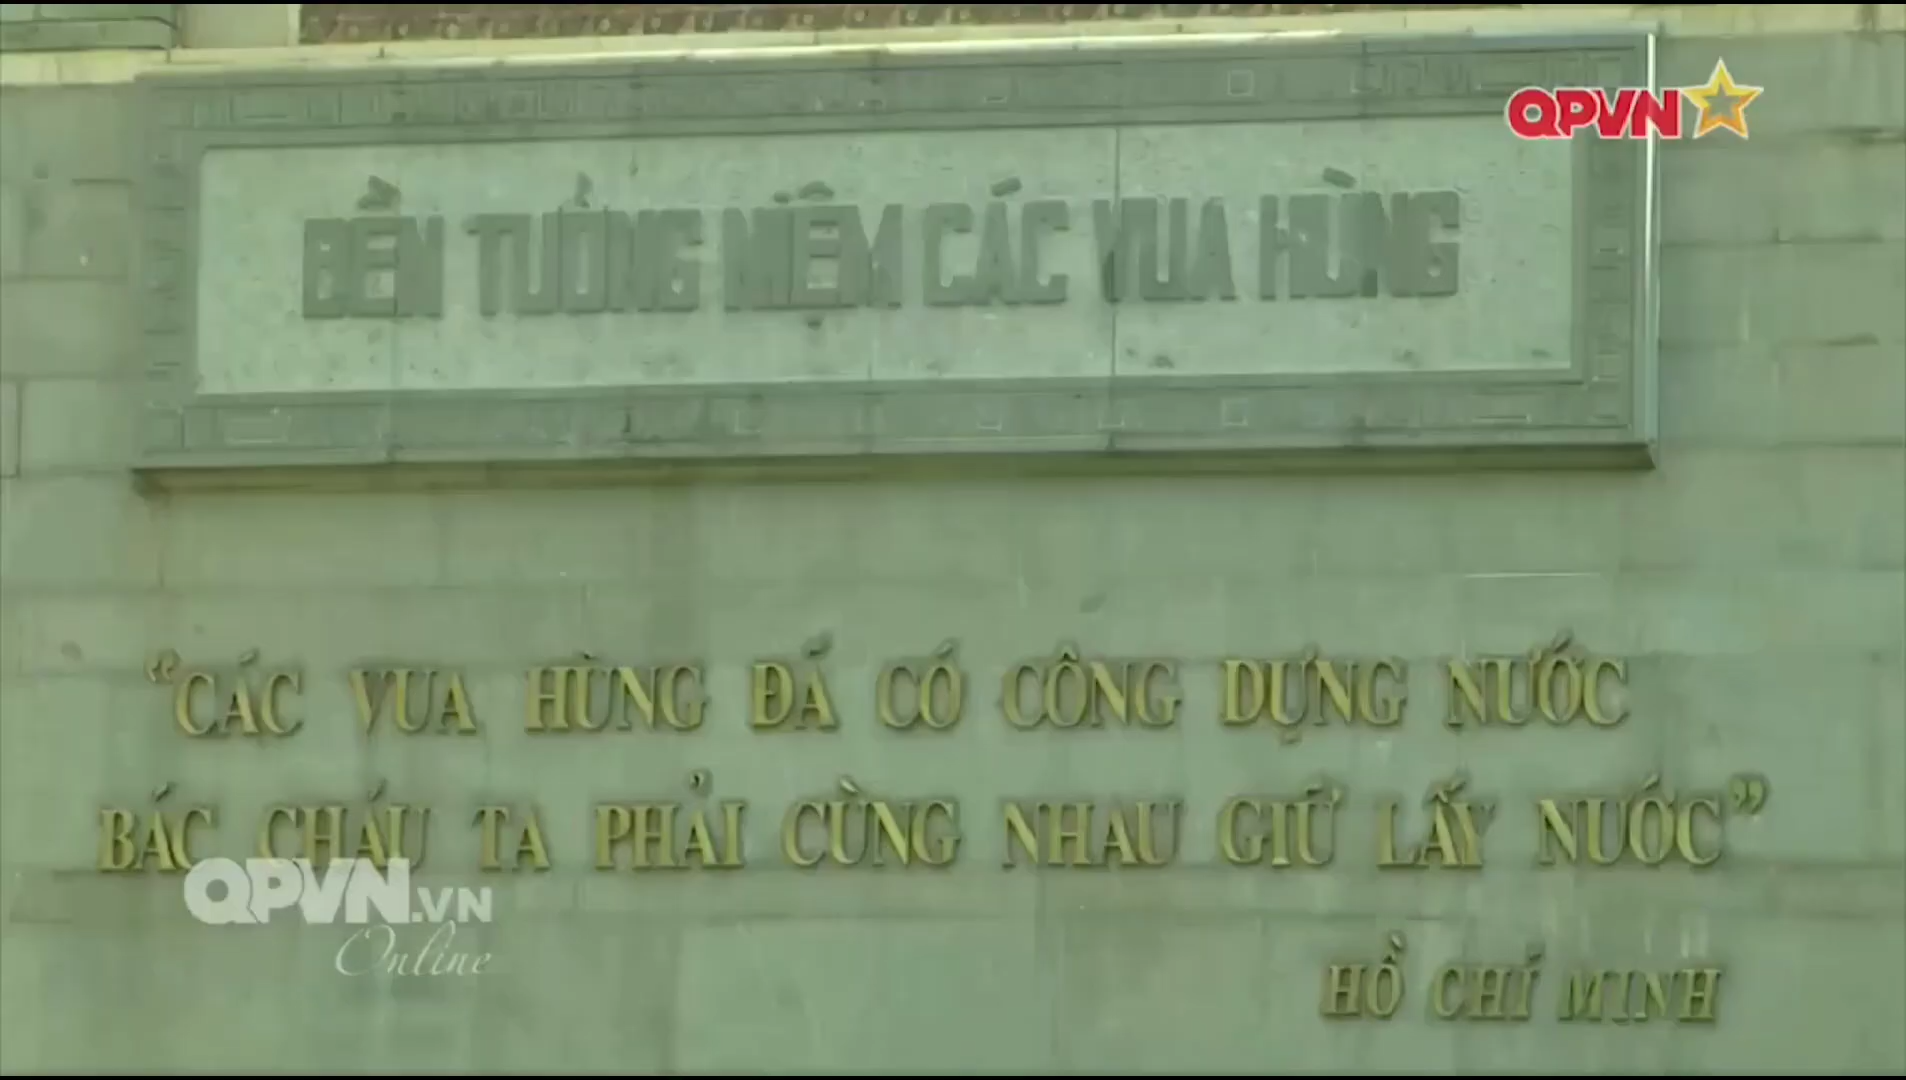 QPVN
ĐỀN TƯỞNG NIỆM CÁC VUA HÙNG
“CÁC VUA HÙNG ĐÃ CÓ CÔNG DỰNG NƯỚC
BÁC CHÁU TA PHẢI CÙNG NHAU GIỮ LẤY NƯỚC”
QPVN.VN
Online
HỒ CHÍ MINH